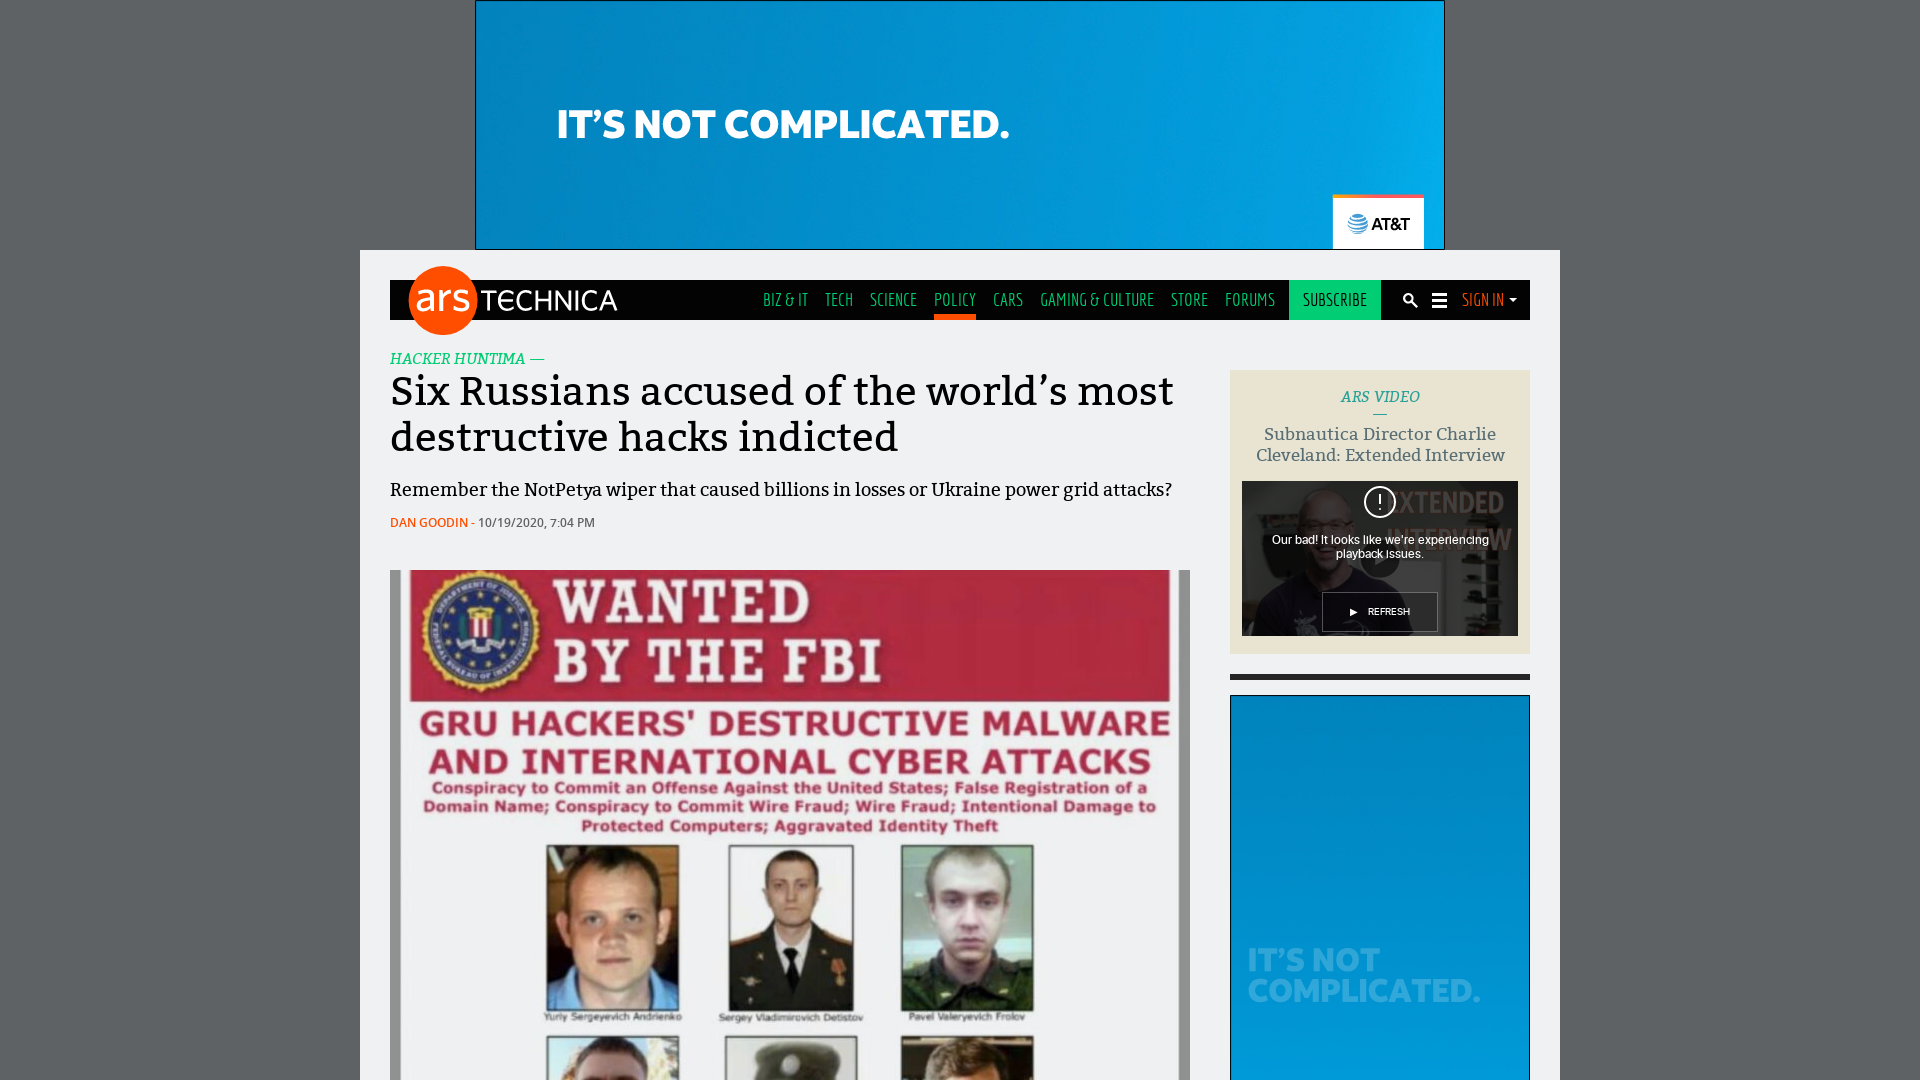 IT'S NOT COMPLICATED.
AT&T
ars TECHNICA
BIZ & IT TECH SCIENCE POLICY CARS GAMING & CULTURE STORE FORUMS SUBSCRIBE SIGN IN
HACKER HUNTIMA —
Six Russians accused of the world's most
destructive hacks indicted
Remember the NotPetya wiper that caused billions in losses or Ukraine power grid attacks?
DAN GOODIN - 10/19/2020, 7:04 PM
WANTED
BY THE FBI
GRU HACKERS' DESTRUCTIVE MALWARE
AND INTERNATIONAL CYBER ATTACKS
Conspiracy to Commit an Offense Against the United States; False Registration of a
Domain Name; Conspiracy to Commit Wire Fraud; Wire Fraud; Intentional Damage to
Protected Computers; Aggravated Identity Theft
Yuriy Sergeyevich Andrienko
Sergey Vladimirovich Detistov
Pavel Valeryevich Frolov
ARS VIDEO
—
Subnautica Director Charlie
Cleveland: Extended Interview
EXTENDED
INTERVIEW
Our bad! It looks like we're experiencing
playback issues.
REFRESH
IT'S NOT
COMPLICATED.